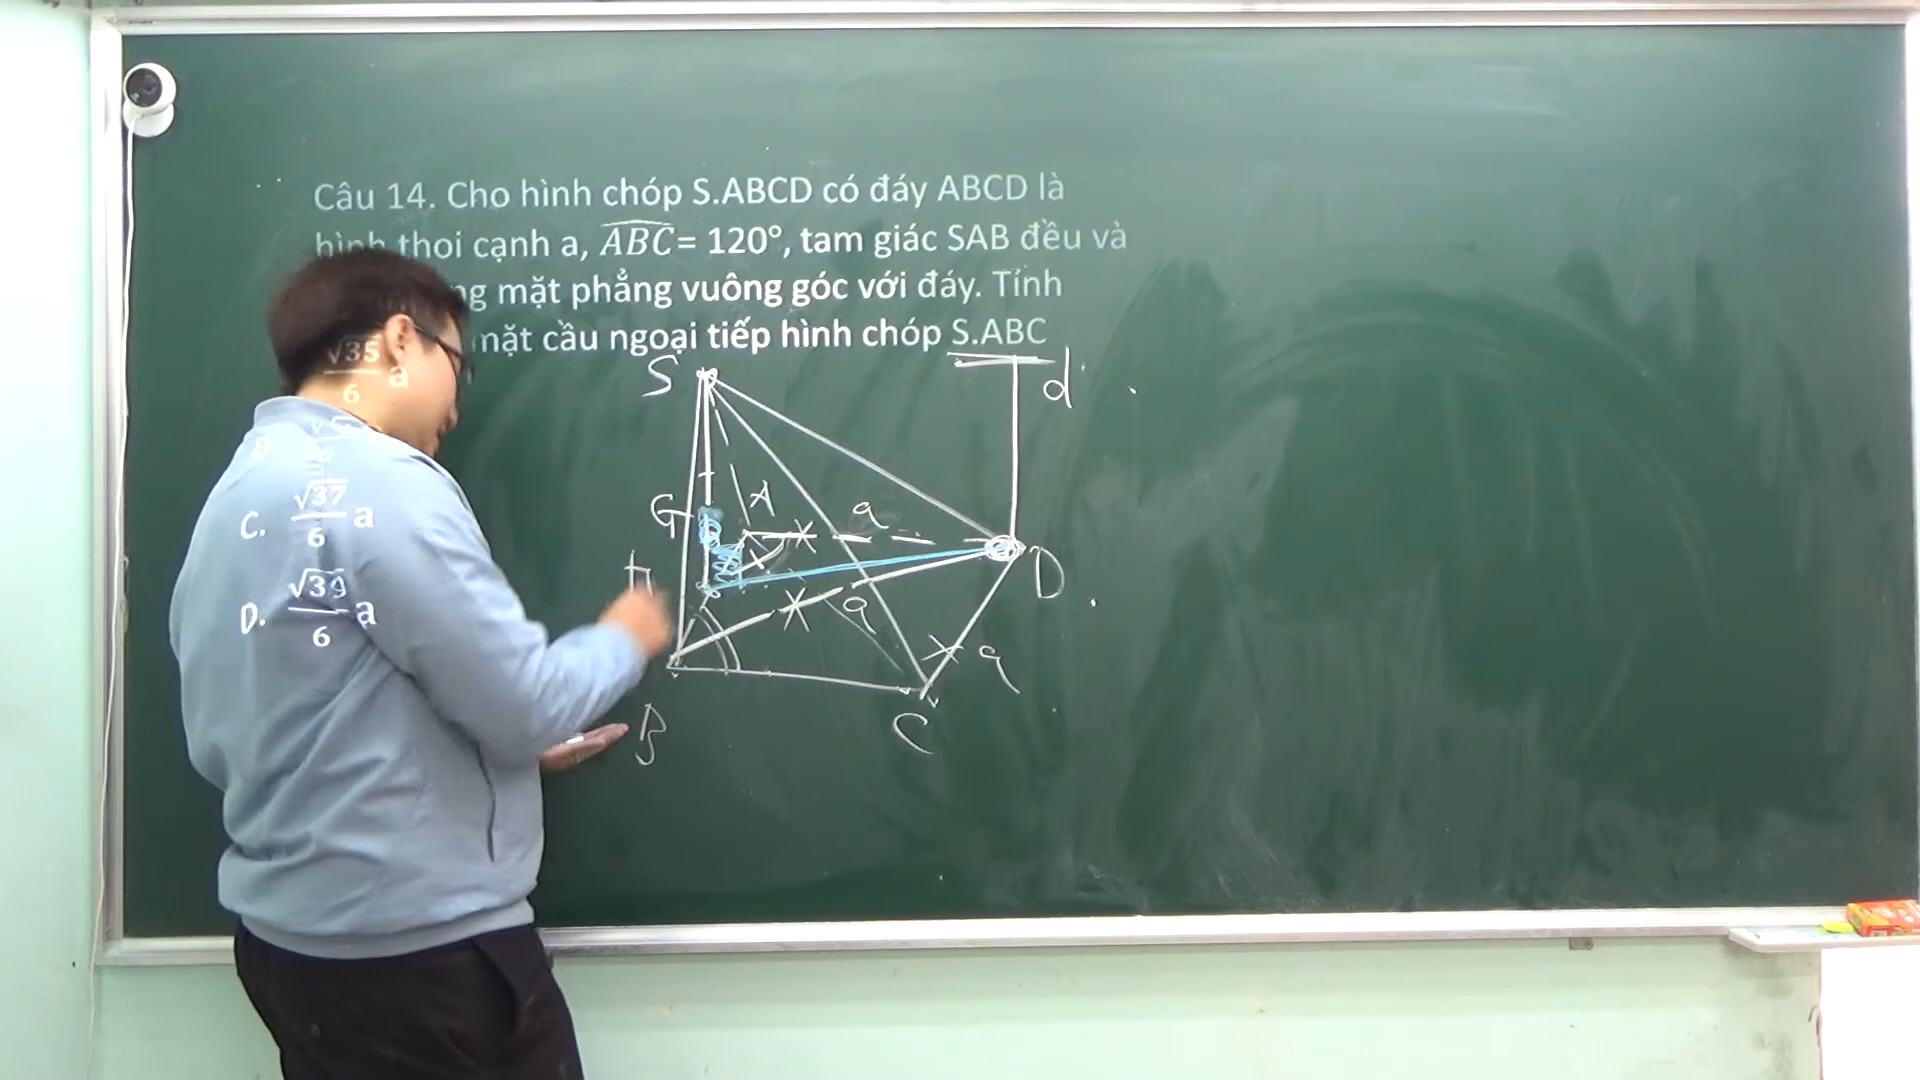 Câu 14. Cho hình chóp S.ABCD có đáy ABCD là
hình thoi cạnh a, ABC = 120°, tam giác SAB đều và
ng mặt phẳng vuông góc với đáy. Tính
mặt cầu ngoại tiếp hình chóp S.ABC
√35/6 a
B.
C. √37/6 a
D. √39/6 a
S
d
G
A
a
D
a
a
B
C